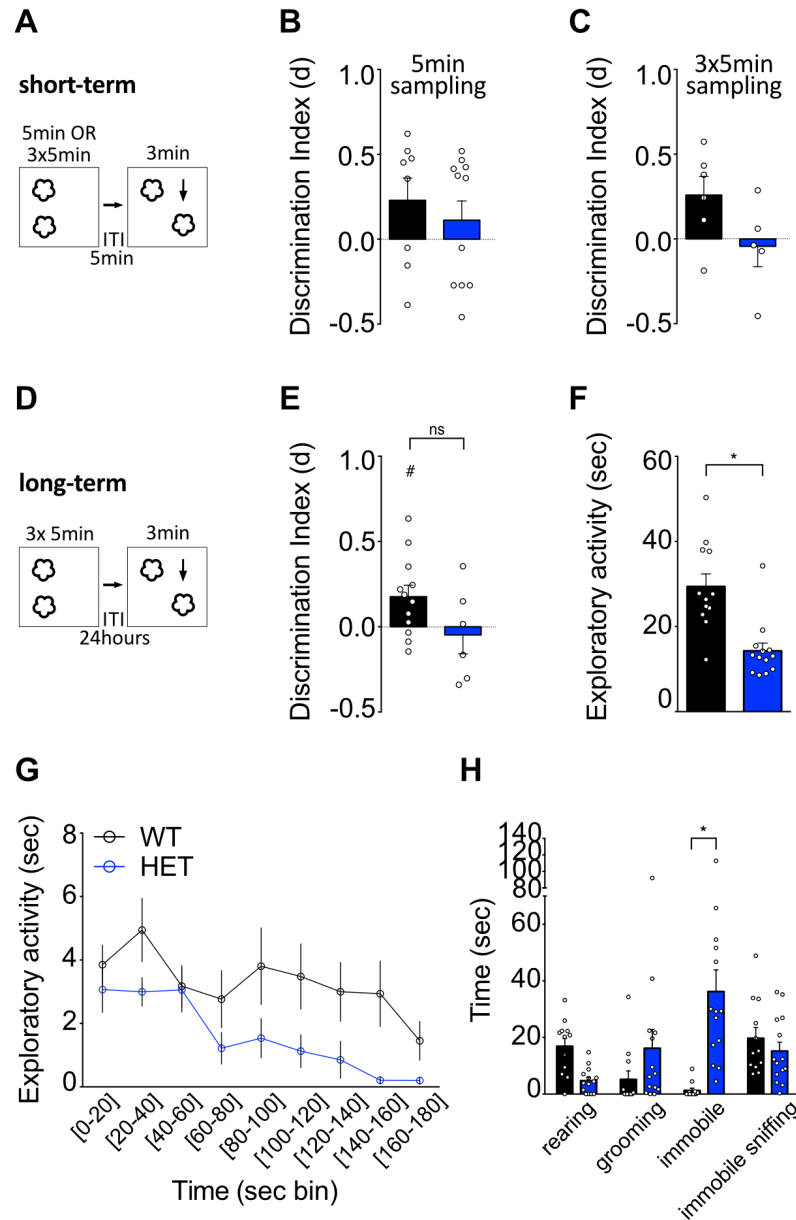 A
short-term
5min OR
3x5min
3min
ITI
5min
B
Discrimination Index (d)
5min
sampling
1.0
0.5
0.0
-0.5
C
Discrimination Index (d)
3x5min
sampling
1.0
0.5
0.0
-0.5
D
long-term
3x 5min
3min
ITI
24hours
E
Discrimination Index (d)
ns
#
1.0
0.5
0.0
-0.5
F
Exploratory activity (sec)
*
60
40
20
0
G
Exploratory activity (sec)
WT
HET
8
6
4
2
0
[0-20]
[20-40]
[40-60]
[60-80]
[80-100]
[100-120]
[120-140]
[140-160]
[160-180]
Time (sec bin)
H
Time (sec)
*
140
120
100
80
60
40
20
0
rearing
grooming
immobile
immobile sniffing